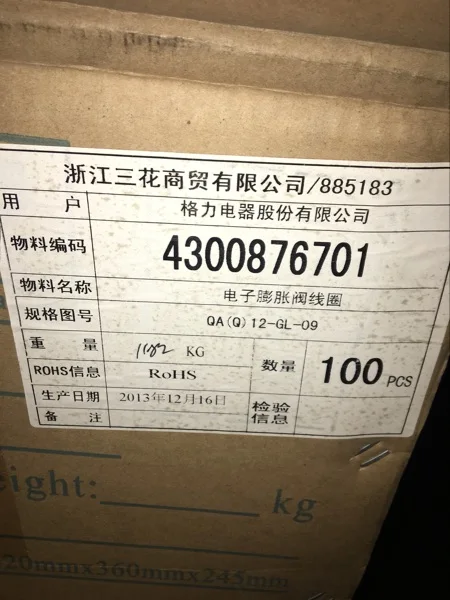 浙江三花商贸有限公司/885183
用 户 格力电器股份有限公司
物料编码 4300876701
物料名称 电子膨胀阀线圈
规格图号 QA(Q)12-GL-09
重 量 KG 数量 100 PCS
ROHS信息 RoHS
生产日期 2013年12月16日 检验信息
备 注
eight: kg
20mmx360mmx245mm